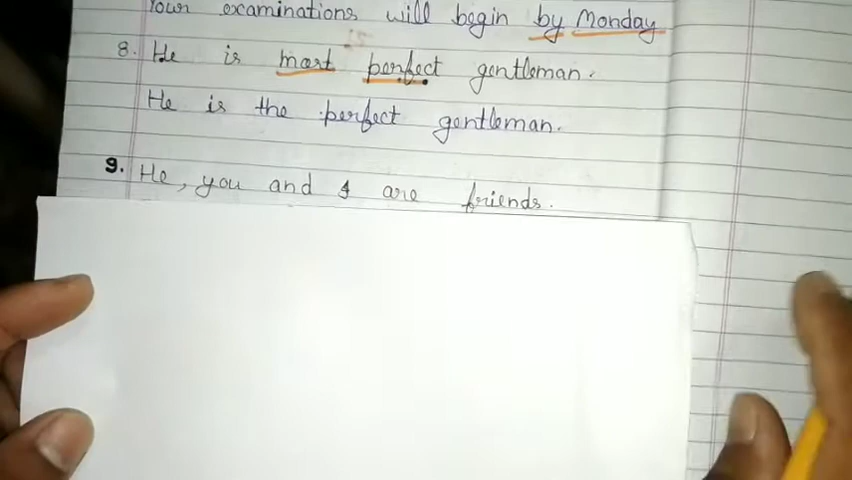 Your examinations will begin by Monday
8. He is most perfect gentleman.
He is the perfect gentleman.
9. He, you and I are friends.